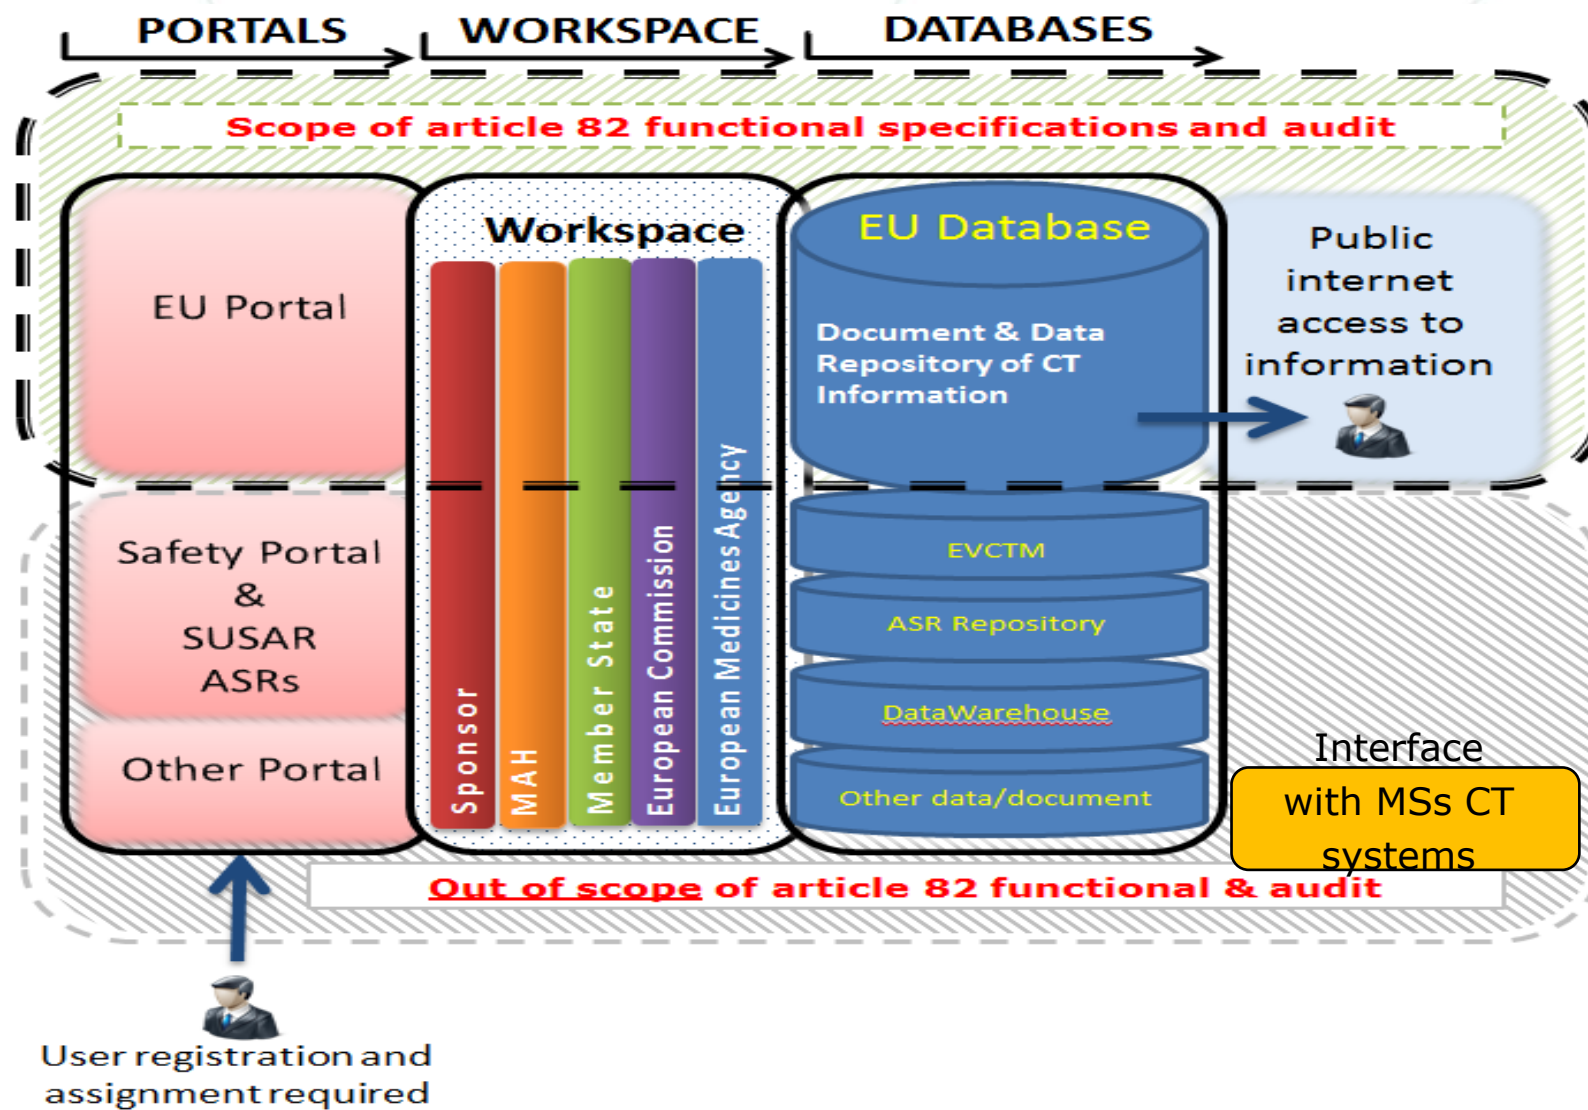 PORTALS
WORKSPACE
DATABASES
Scope of article 82 functional specifications and audit
EU Portal
Safety Portal
&
SUSAR
ASRs
Other Portal
Workspace
Sponsor
MAH
Member State
European Commission
European Medicines Agency
EU Database
Document & Data
Repository of CT
Information
EVCTM
ASR Repository
DataWarehouse
Other data/document
Public
internet
access to
information
Interface
with MSs CT
systems
Out of scope of article 82 functional & audit
User registration and
assignment required